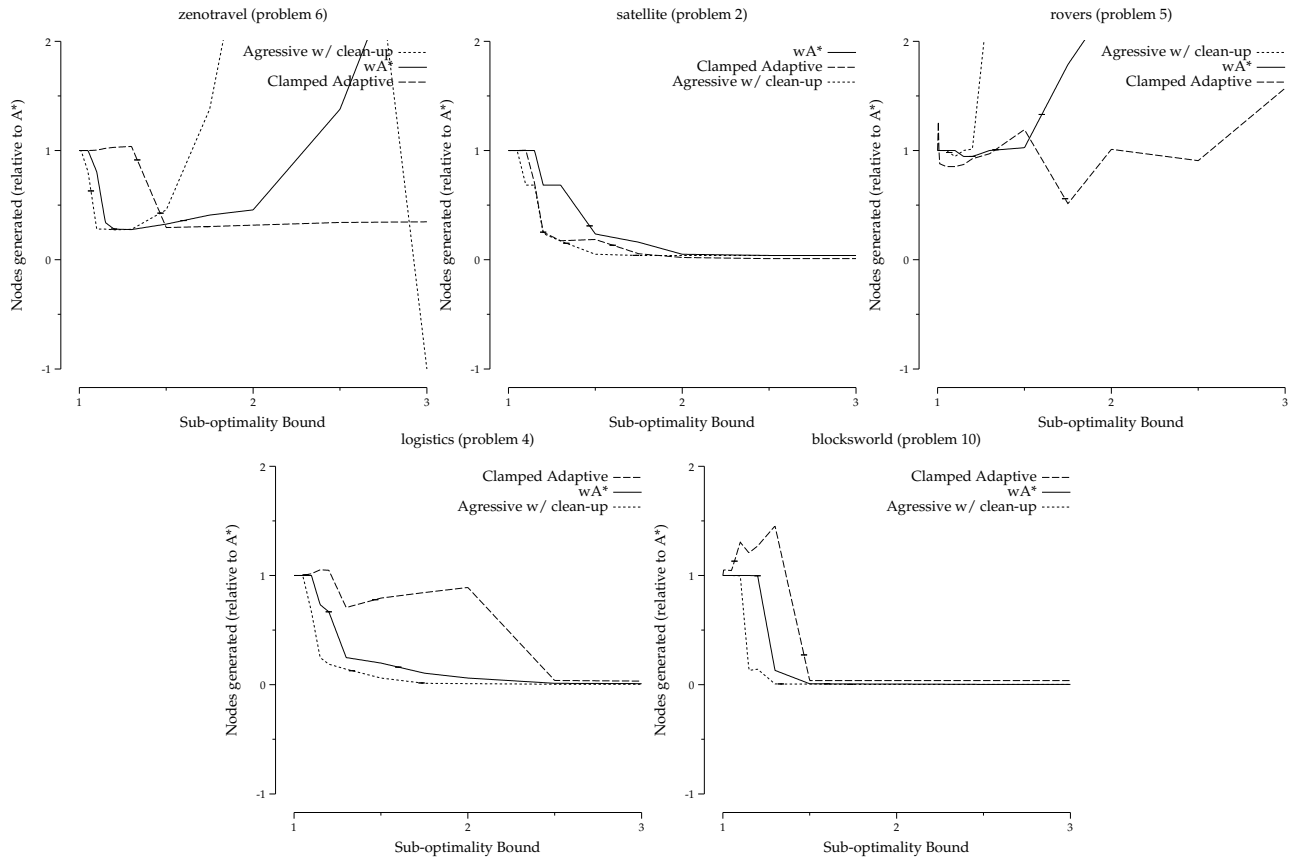 zenotravel (problem 6)
2
1
0
-1
Nodes generated (relative to A*)
Agressive w/ clean-up
wA*
Clamped Adaptive
1
2
3
Sub-optimality Bound
satellite (problem 2)
2
1
0
-1
Nodes generated (relative to A*)
wA*
Clamped Adaptive
Agressive w/ clean-up
1
2
3
Sub-optimality Bound
rovers (problem 5)
2
1
0
-1
Nodes generated (relative to A*)
Agressive w/ clean-up
wA*
Clamped Adaptive
1
2
3
Sub-optimality Bound
logistics (problem 4)
2
1
0
-1
Nodes generated (relative to A*)
Clamped Adaptive
wA*
Agressive w/ clean-up
1
2
3
Sub-optimality Bound
blocksworld (problem 10)
2
1
0
-1
Nodes generated (relative to A*)
Clamped Adaptive
wA*
Agressive w/ clean-up
1
2
3
Sub-optimality Bound